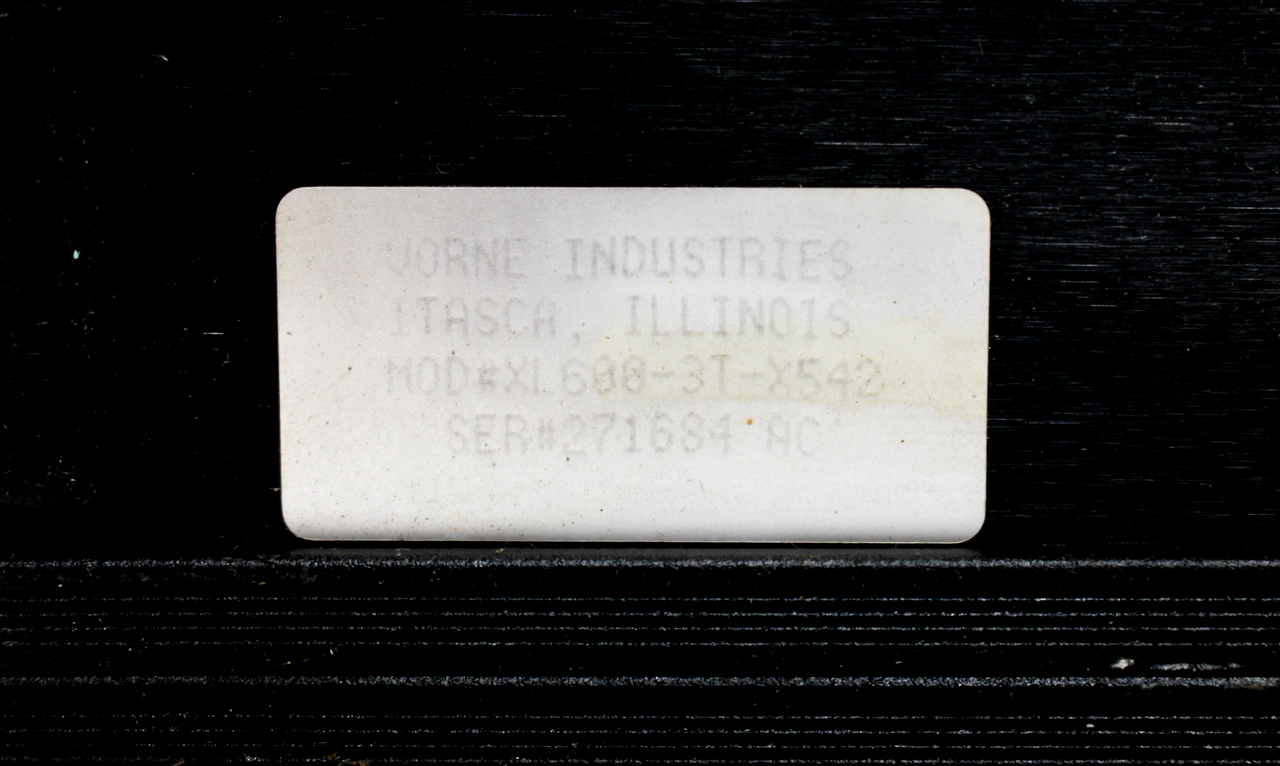 VORNE INDUSTRIES
ITASCA, ILLINOIS
MOD#XL600-3T-X542
SER#271684 AC